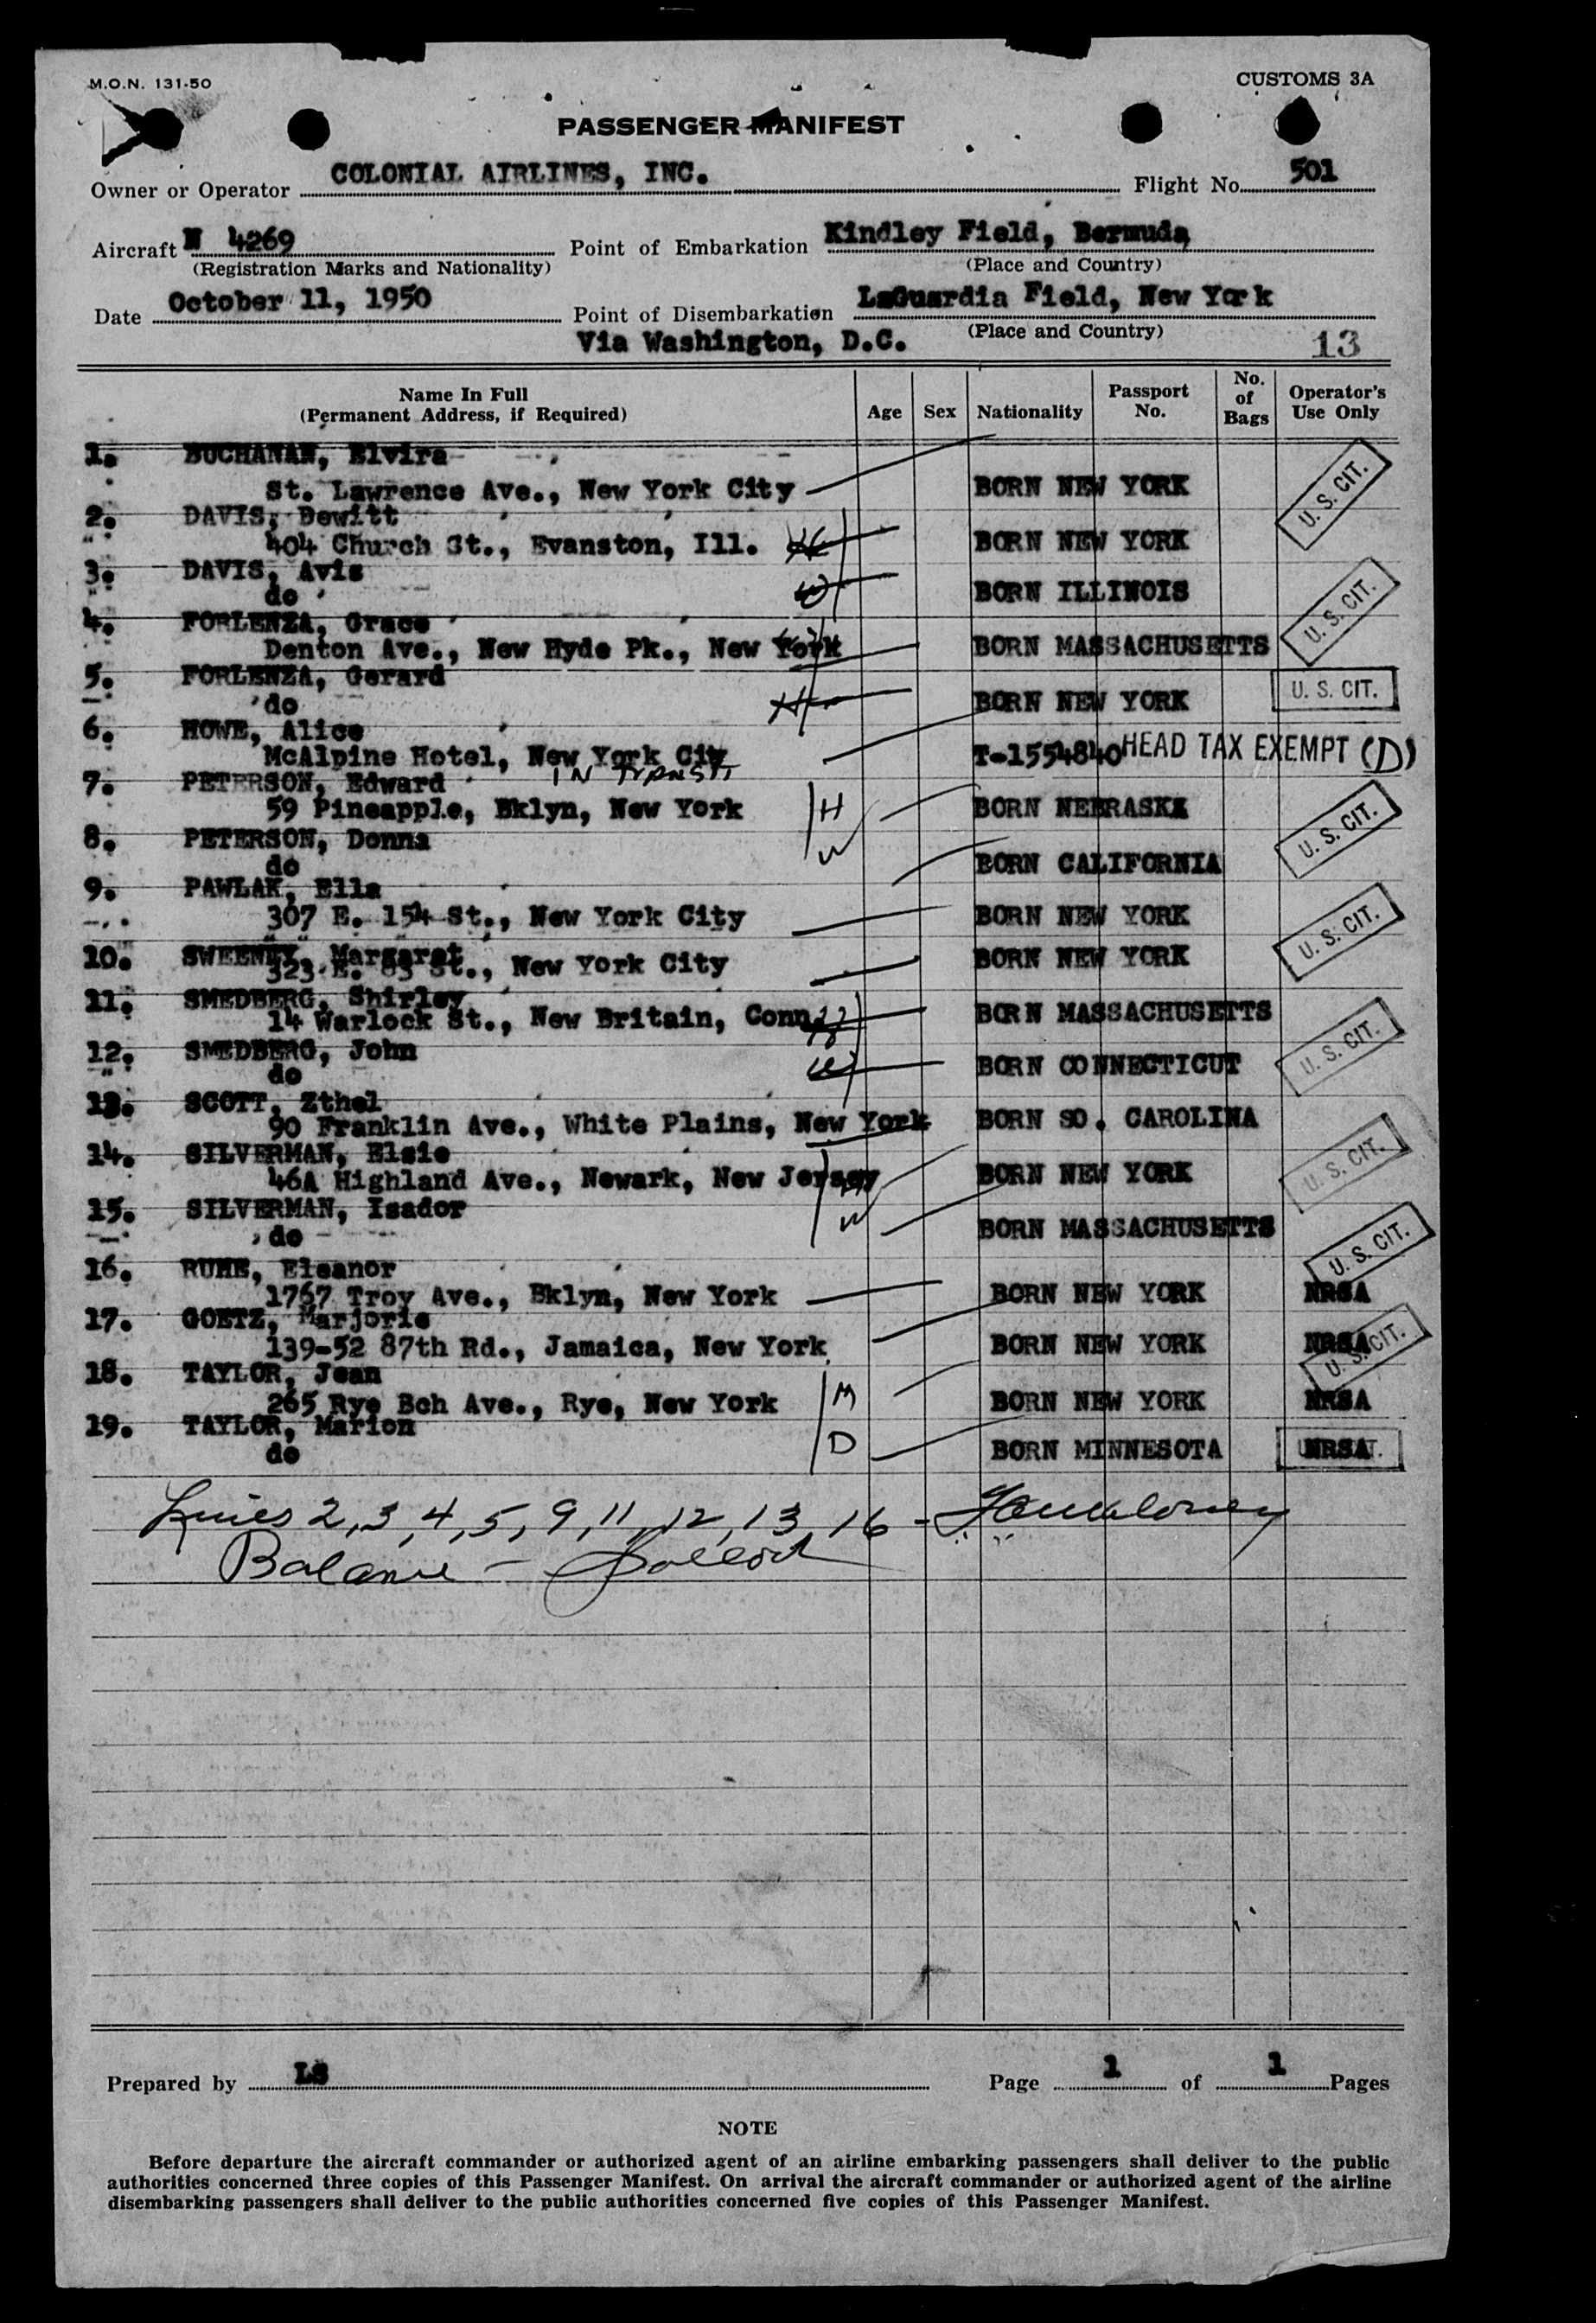 M.O.N. 131-50
CUSTOMS 3A
PASSENGER MANIFEST
Owner or Operator COLONIAL AIRLINES, INC. Flight No. 501
Aircraft N 4269 Point of Embarkation Kindley Field, Bermuda
(Registration Marks and Nationality) (Place and Country)
Date October 11, 1950 Point of Disembarkation LaGuardia Field, New York
Via Washington, D.C. (Place and Country) 13
Name In Full (Permanent Address, if Required) Age Sex Nationality Passport No. No. of Bags Operator's Use Only
1. BUCHANAN, Elvira
St. Lawrence Ave., New York City BORN NEW YORK U. S. CIT.
2. DAVIS, Dewitt
404 Church St., Evanston, Ill. H BORN NEW YORK
3. DAVIS, Avis
do W BORN ILLINOIS U. S. CIT.
4. FORLENZA, Grace
Denton Ave., New Hyde Pk., New York W BORN MASSACHUSETTS
5. FORLENZA, Gerard
do H BORN NEW YORK U. S. CIT.
6. HOWE, Alice
McAlpine Hotel, New York City T-1554840 HEAD TAX EXEMPT (D)
IN TRANSIT
7. PETERSON, Edward
59 Pineapple, Bklyn, New York H BORN NEBRASKA U. S. CIT.
8. PETERSON, Donna
do W BORN CALIFORNIA
9. PAWLAK, Ella
307 E. 154 St., New York City BORN NEW YORK U. S. CIT.
10. SWEENEY, Margaret
323 E. 83 St., New York City BORN NEW YORK
11. SMEDBERG, Shirley
14 Warlock St., New Britain, Conn. H BORN MASSACHUSETTS
12. SMEDBERG, John
do W BORN CONNECTICUT U. S. CIT.
13. SCOTT, Zthel
90 Franklin Ave., White Plains, New York BORN SO. CAROLINA
14. SILVERMAN, Elsie
46A Highland Ave., Newark, New Jersey H BORN NEW YORK U. S. CIT.
15. SILVERMAN, Isador
do W BORN MASSACHUSETTS U. S. CIT.
16. RUHE, Eleanor
1767 Troy Ave., Bklyn, New York BORN NEW YORK NRSA
17. GOETZ, Marjorie
139-52 87th Rd., Jamaica, New York BORN NEW YORK NRSA U. S. CIT.
18. TAYLOR, Jean
265 Rye Bch Ave., Rye, New York M BORN NEW YORK NRSA
19. TAYLOR, Marion
do D BORN MINNESOTA NRSA
Lines 2, 3, 4, 5, 9, 11, 12, 13, 16 -
Balance -
Prepared by LS Page 1 of 1 Pages
NOTE
Before departure the aircraft commander or authorized agent of an airline embarking passengers shall deliver to the public
authorities concerned three copies of this Passenger Manifest. On arrival the aircraft commander or authorized agent of the airline
disembarking passengers shall deliver to the public authorities concerned five copies of this Passenger Manifest.